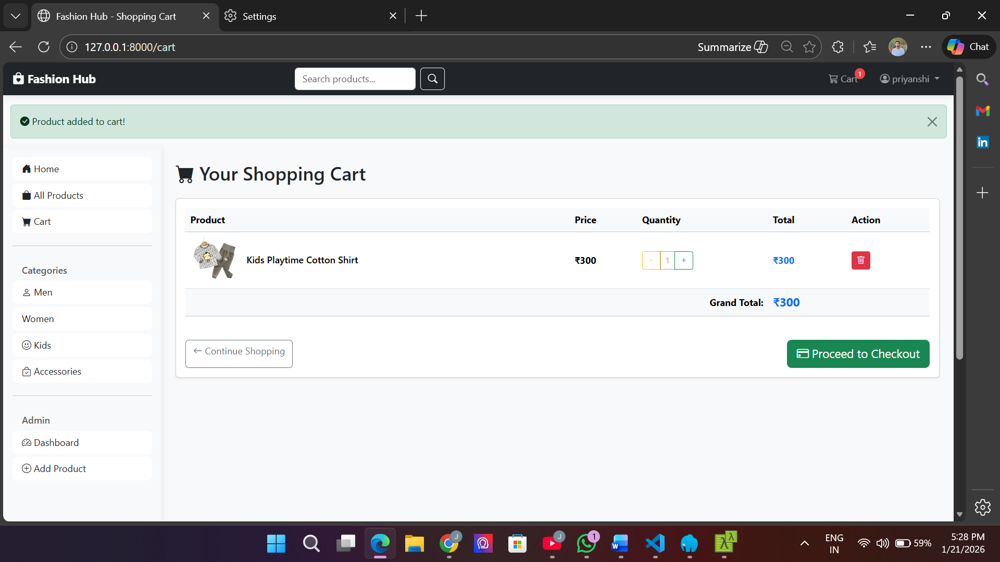 Fashion Hub - Shopping Cart
Settings
127.0.0.1:8000/cart
Summarize
Chat
Fashion Hub
Search products...
Cart
1
priyanshi
Product added to cart!
Home
All Products
Cart
Categories
Men
Women
Kids
Accessories
Admin
Dashboard
Add Product
Your Shopping Cart
Product Price Quantity Total Action
Kids Playtime Cotton Shirt ₹300 − 1 + ₹300
Grand Total: ₹300
← Continue Shopping
Proceed to Checkout
in
J
J
1
W
λ
λ
ENG
IN
59%
5:28 PM
1/21/2026